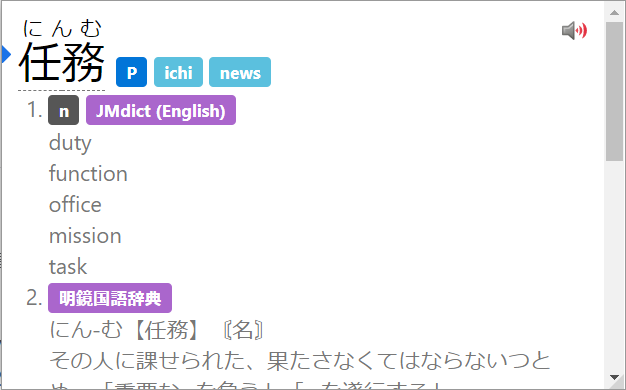 にんむ
任務 P ichi news
1. n JMdict (English)
duty
function
office
mission
task
2. 明鏡国語辞典
にん-む【任務】〘名〙
その人に課せられた、果たさなくてはならないつと